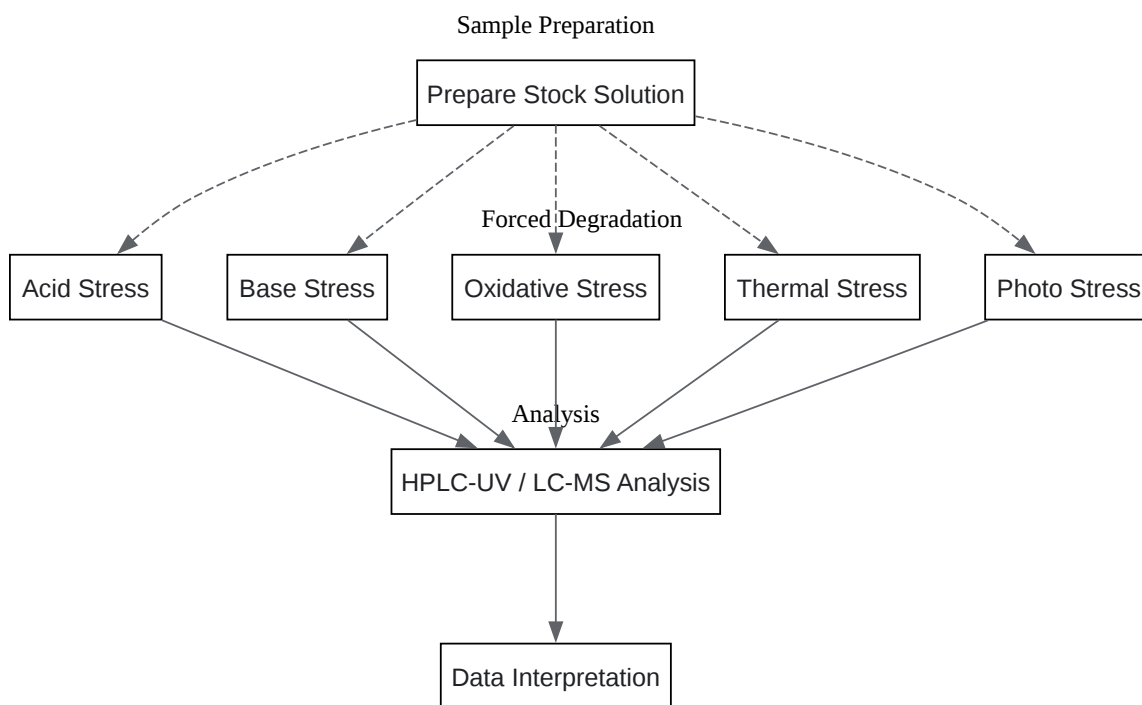 Sample Preparation
Prepare Stock Solution
Forced Degradation
Acid Stress
Base Stress
Oxidative Stress
Thermal Stress
Photo Stress
Analysis
HPLC-UV / LC-MS Analysis
Data Interpretation